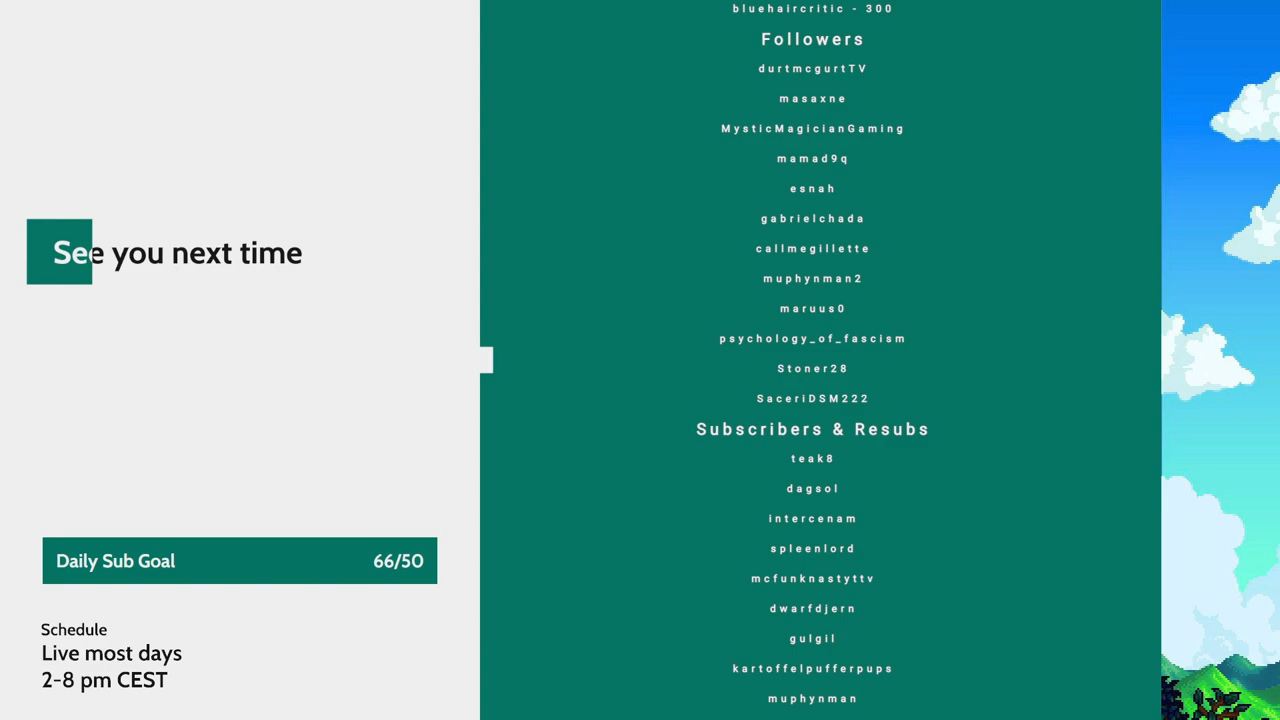 See you next time
Daily Sub Goal 66/50
Schedule
Live most days
2-8 pm CEST
bluehaircritic - 300
Followers
durtmcgurtTV
masaxne
MysticMagicianGaming
mamad9q
esnah
gabrielchada
callmegillette
muphynman2
maruus0
psychology_of_fascism
Stoner28
SaceriDSM222
Subscribers & Resubs
teak8
dagsol
intercenam
spleenlord
mcfunknastyttv
dwarfdjern
gulgil
kartoffelpufferpups
muphynman